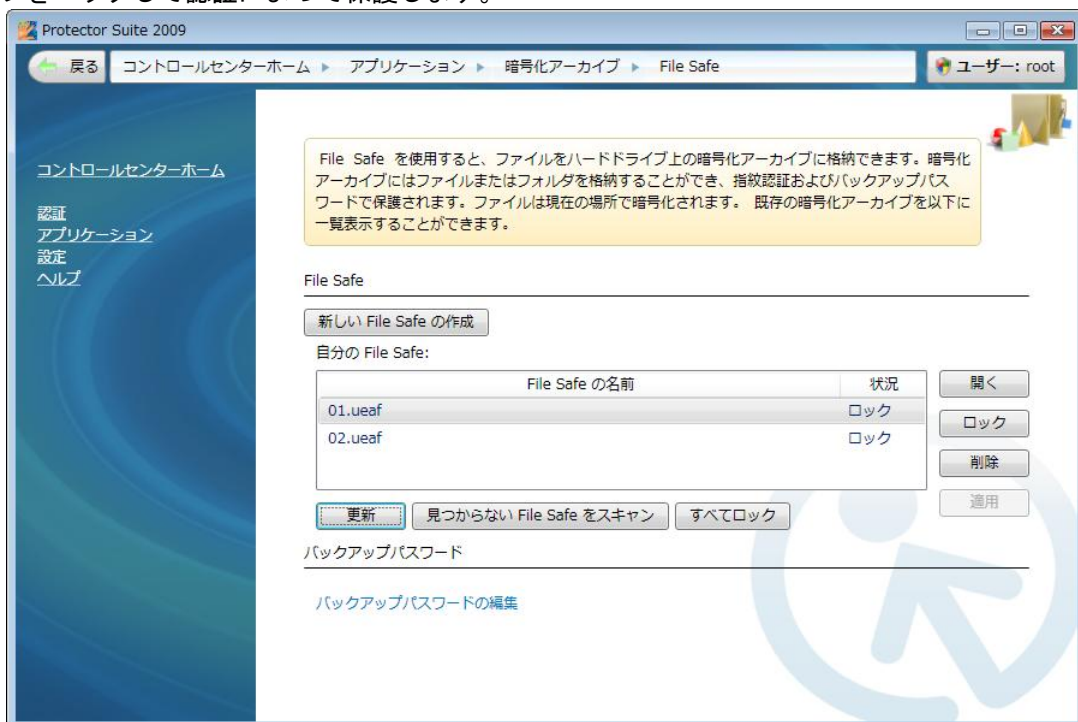 Protector Suite 2009
戻る コントロールセンターホーム ▶ アプリケーション ▶ 暗号化アーカイブ ▶ File Safe ユーザー: root
コントロールセンターホーム
認証
アプリケーション
設定
ヘルプ
File Safe を使用すると、ファイルをハードドライブ上の暗号化アーカイブに格納できます。暗号化
アーカイブにはファイルまたはフォルダを格納することができ、指紋認証およびバックアップパス
ワードで保護されます。ファイルは現在の場所で暗号化されます。 既存の暗号化アーカイブを以下に
一覧表示することができます。
File Safe
新しい File Safe の作成
自分の File Safe:
File Safe の名前 状況 開く
01.ueaf ロック
ロック
02.ueaf ロック
削除
適用
更新 見つからない File Safe をスキャン すべてロック
バックアップパスワード
バックアップパスワードの編集